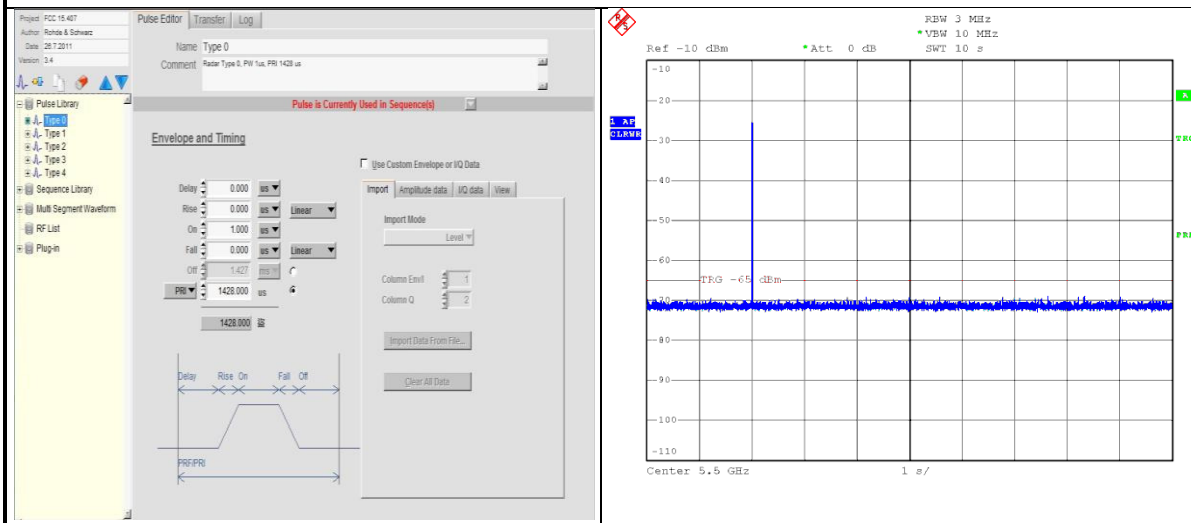 Project FCC 15.407
Author Rohde & Schwarz
Date 26.7.2011
Version 3.4
Pulse Library
Type 0
Type 1
Type 2
Type 3
Type 4
Sequence Library
Multi Segment Waveform
RF List
Plug-in
Pulse Editor Transfer Log
Name Type 0
Comment Radar Type 0, PW 1us, PRI 1428 us
Pulse is Currently Used in Sequence(s)
Envelope and Timing
Use Custom Envelope or I/Q Data
Delay 0.000 us
Rise 0.000 us Linear
On 1.000 us
Fall 0.000 us Linear
Off 1.427 ms
PRI 1428.000 us
1428.000
Import Amplitude data I/Q data View
Import Mode
Level
Column Env/I 1
Column Q 2
Import Data From File...
Clear All Data
Delay Rise On Fall Off
PRF/PRI
R S
RBW 3 MHz
*VBW 10 MHz
Ref -10 dBm *Att 0 dB SWT 10 s
-10
-20
-30
-40
-50
-60
-70
-80
-90
-100
-110
1 AP
CLRWR
A
TRG
PRN
TRG -65 dBm
Center 5.5 GHz 1 s/